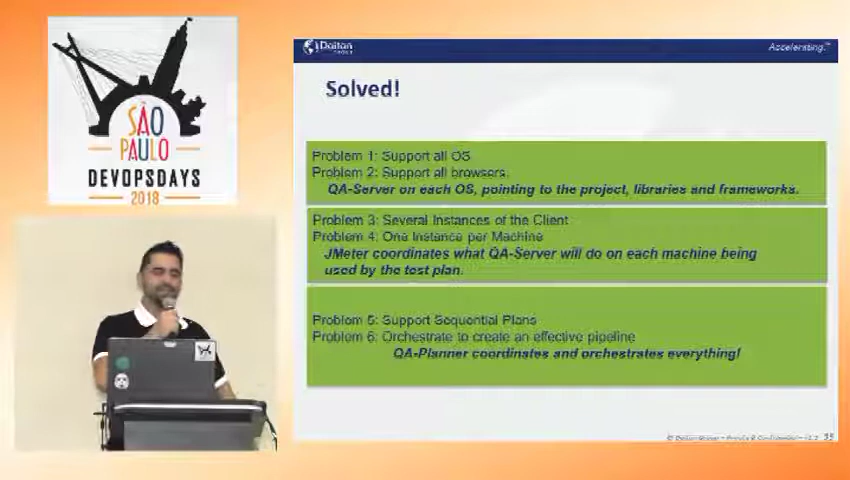 SÃO
PAULO
DEVOPSDAYS
2018
Daitan
Accelerating.™
Solved!
Problem 1: Support all OS
Problem 2: Support all browsers.
QA-Server on each OS, pointing to the project, libraries and frameworks.
Problem 3: Several Instances of the Client
Problem 4: One Instance per Machine
JMeter coordinates what QA-Server will do on each machine being
used by the test plan.
Problem 5: Support Sequential Plans
Problem 6: Orchestrate to create an effective pipeline
QA-Planner coordinates and orchestrates everything!